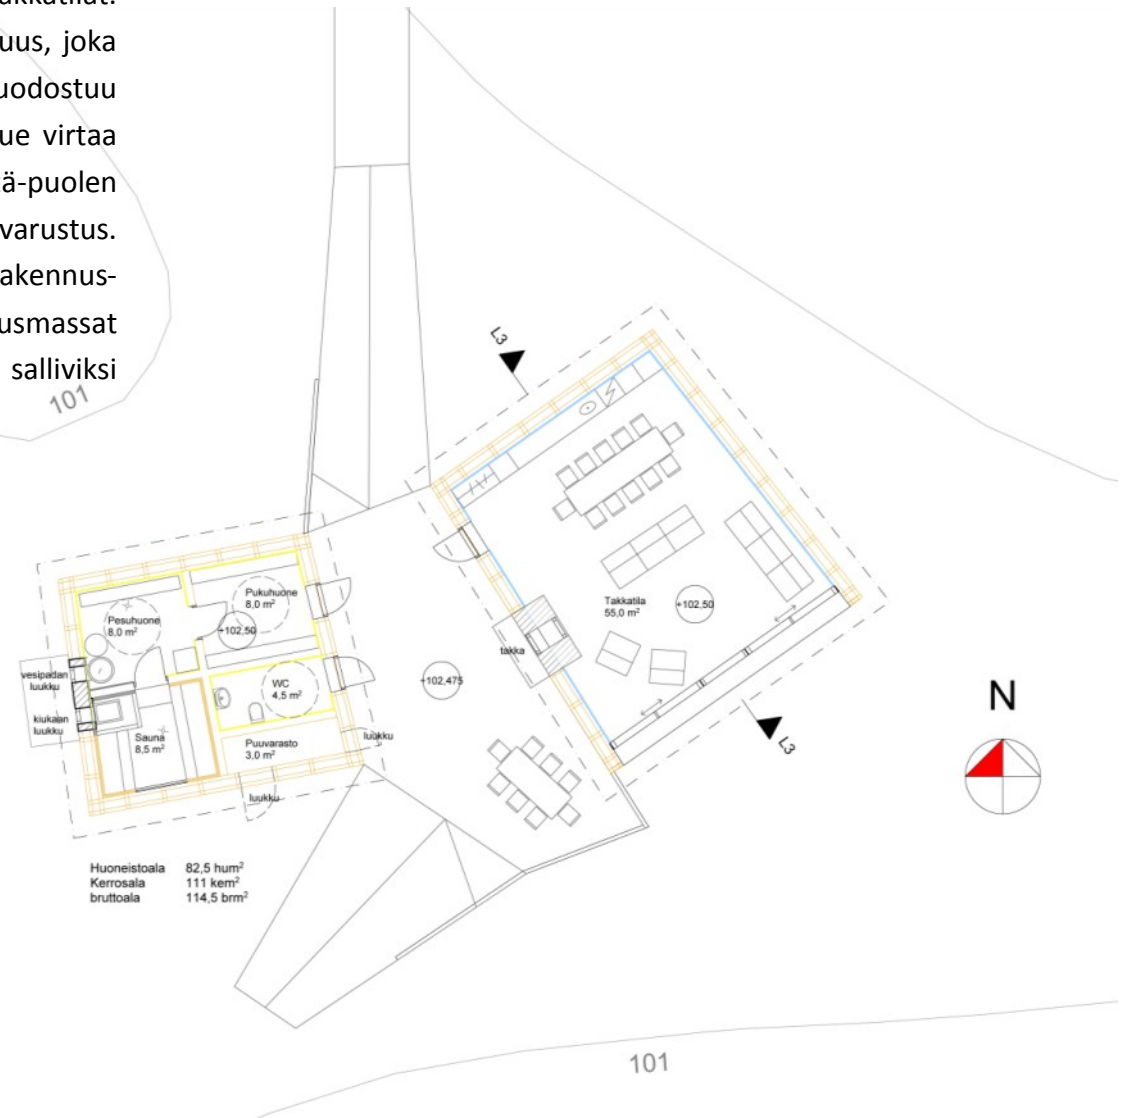 uus, joka
uodostuu
ue virtaa
ä-puolen
varustus.
akennus-
usmassat
salliviksi
101
L3
Pukuhuone
8,0 m²
Pesuhuone
8,0 m²
+102,50
Takkatila
55,0 m²
+102,50
takka
vesipadan
luukku
+102,475
WC
4,5 m²
kiukaan
luukku
Sauna
8,5 m²
Puuvarasto
3,0 m²
luukku
luukku
L3
N
Huoneistoala 82,5 hum²
Kerrosala 111 kem²
bruttoala 114,5 brm²
101